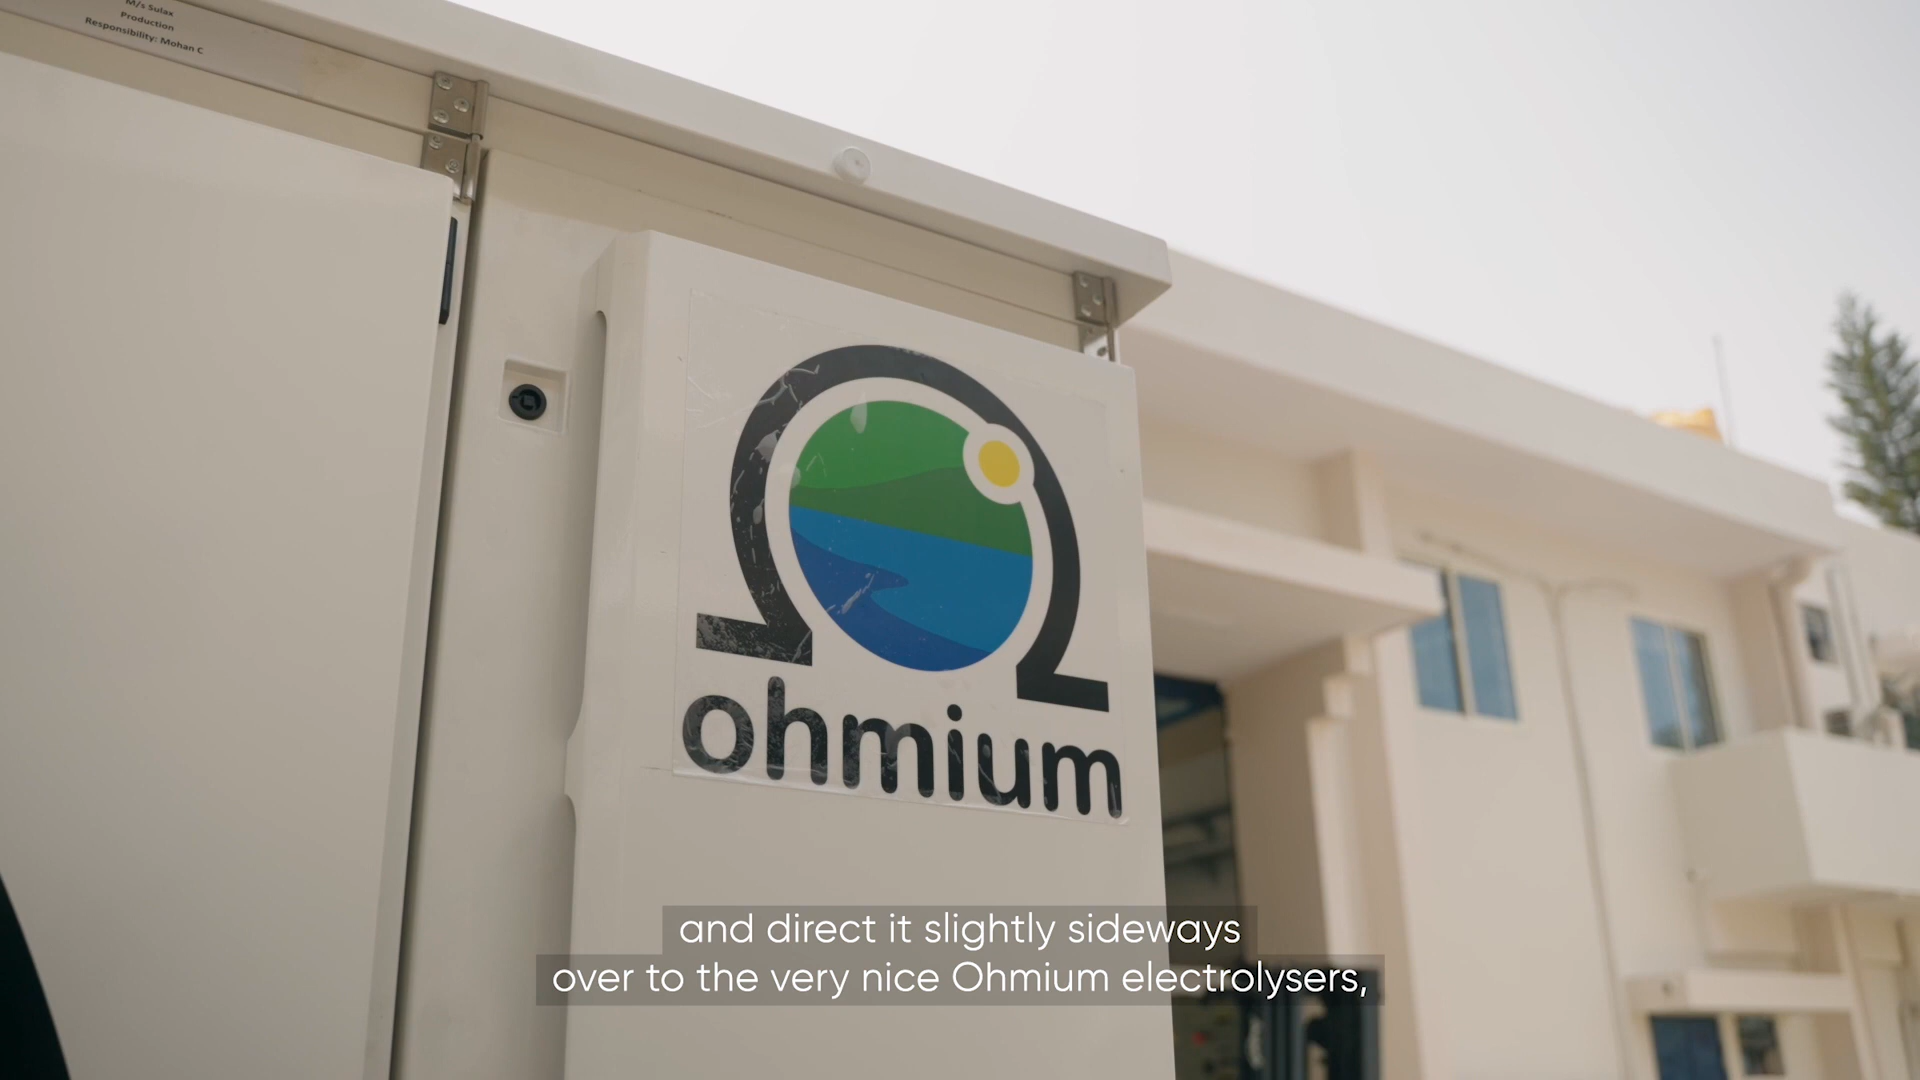 M/s Sulax
Production
Responsibility: Mohan C
ohmium
and direct it slightly sideways
over to the very nice Ohmium electrolysers,